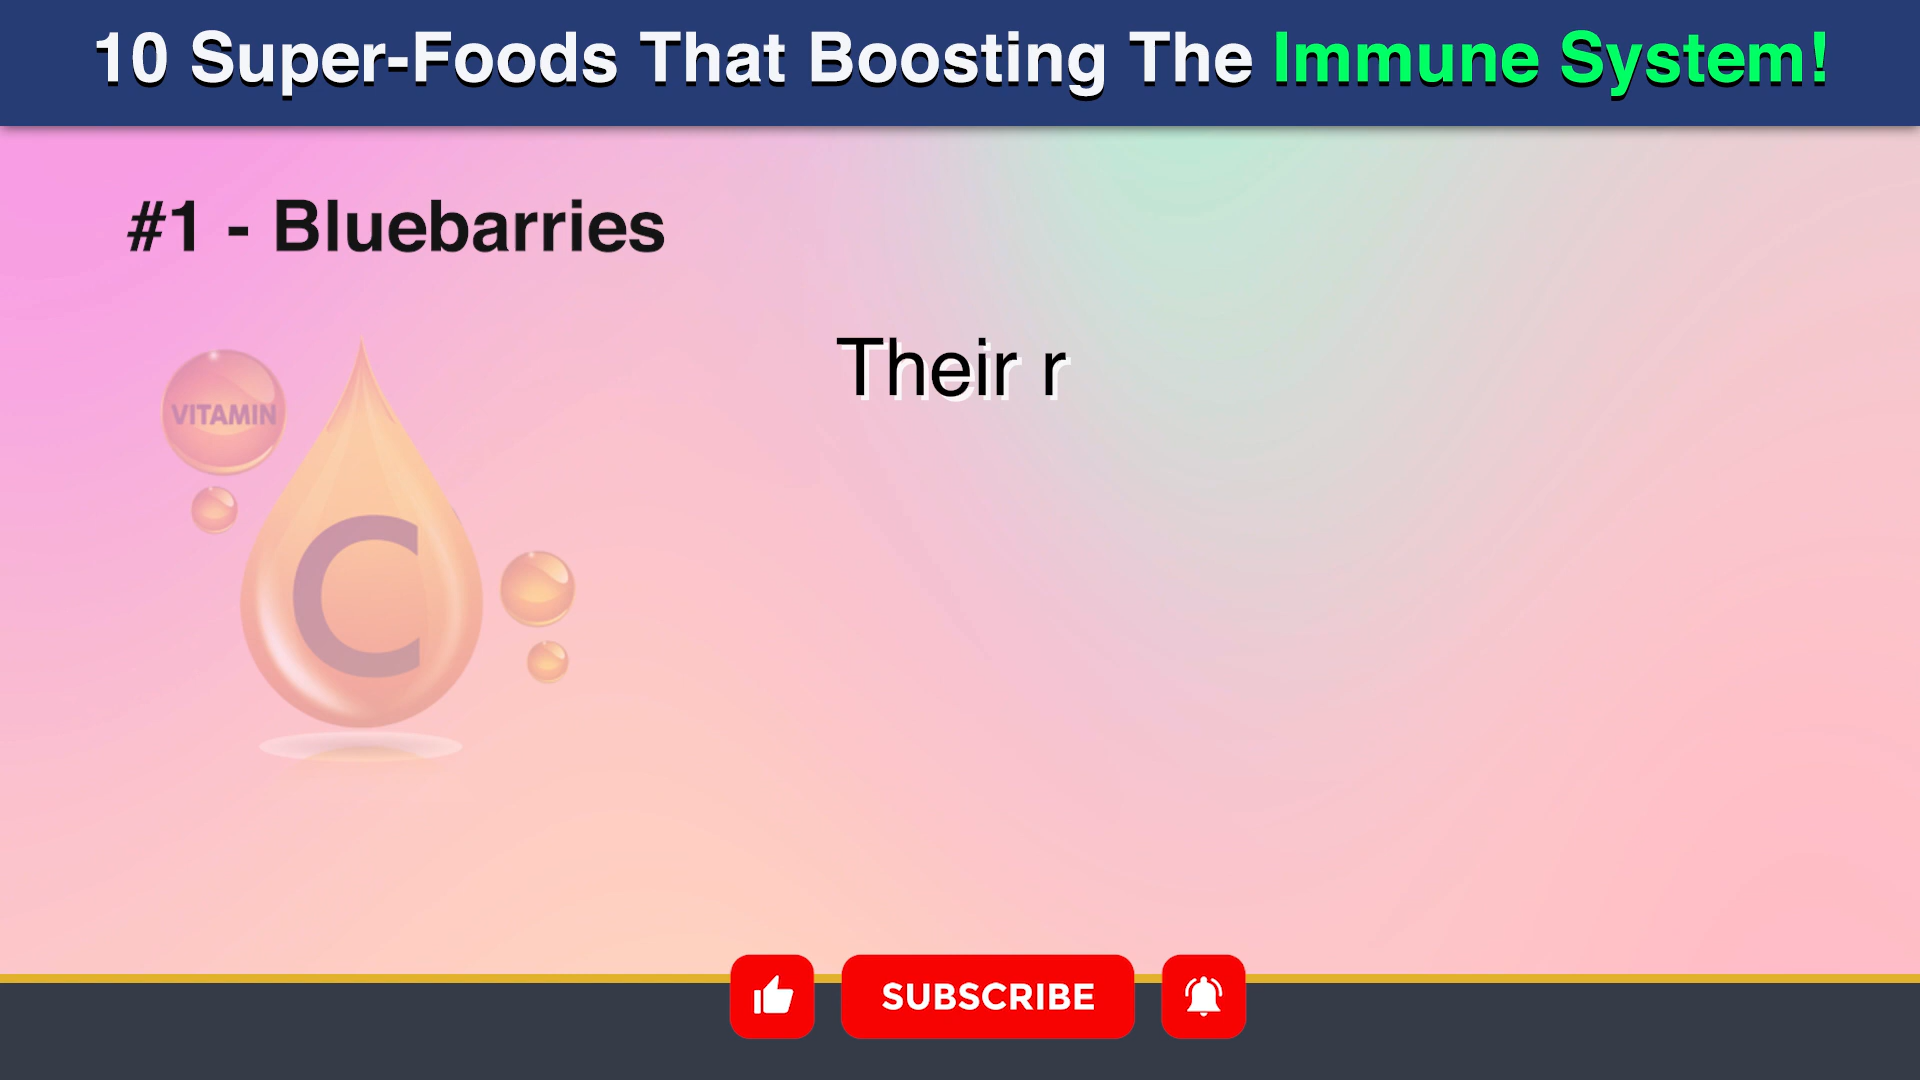 10 Super-Foods That Boosting The Immune System!
#1 - Bluebarries
Their r
VITAMIN
C
SUBSCRIBE